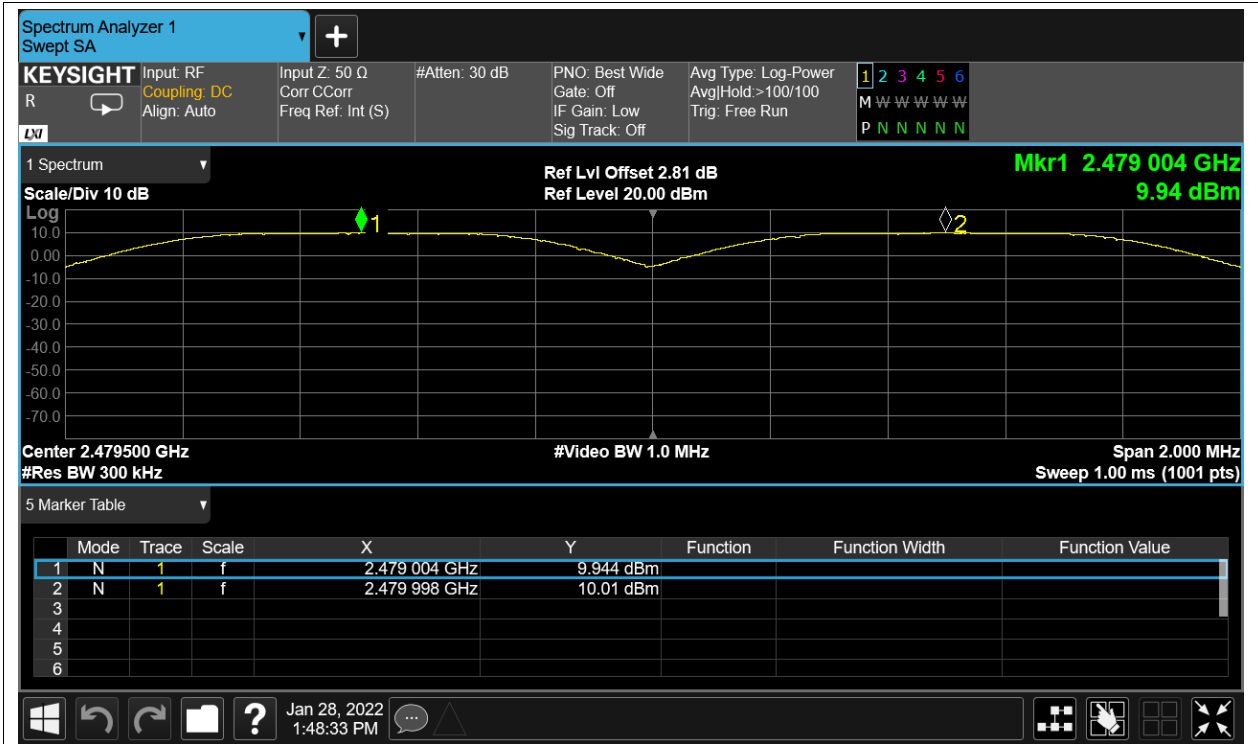 Spectrum Analyzer 1
Swept SA
KEYSIGHT
R
LXI
Input: RF
Coupling: DC
Align: Auto
Input Z: 50 Ω
Corr CCorr
Freq Ref: Int (S)
#Atten: 30 dB
PNO: Best Wide
Gate: Off
IF Gain: Low
Sig Track: Off
Avg Type: Log-Power
Avg|Hold:>100/100
Trig: Free Run
1 2 3 4 5 6
M W W W W W
P N N N N N
1 Spectrum
Scale/Div 10 dB
Ref Lvl Offset 2.81 dB
Ref Level 20.00 dBm
Mkr1 2.479 004 GHz
9.94 dBm
Log
10.0
0.00
-10.0
-20.0
-30.0
-40.0
-50.0
-60.0
-70.0
1
2
Center 2.479500 GHz
#Res BW 300 kHz
#Video BW 1.0 MHz
Span 2.000 MHz
Sweep 1.00 ms (1001 pts)
5 Marker Table
Mode Trace Scale X Y Function Function Width Function Value
1 N 1 f 2.479 004 GHz 9.944 dBm
2 N 1 f 2.479 998 GHz 10.01 dBm
3
4
5
6
?
Jan 28, 2022
1:48:33 PM